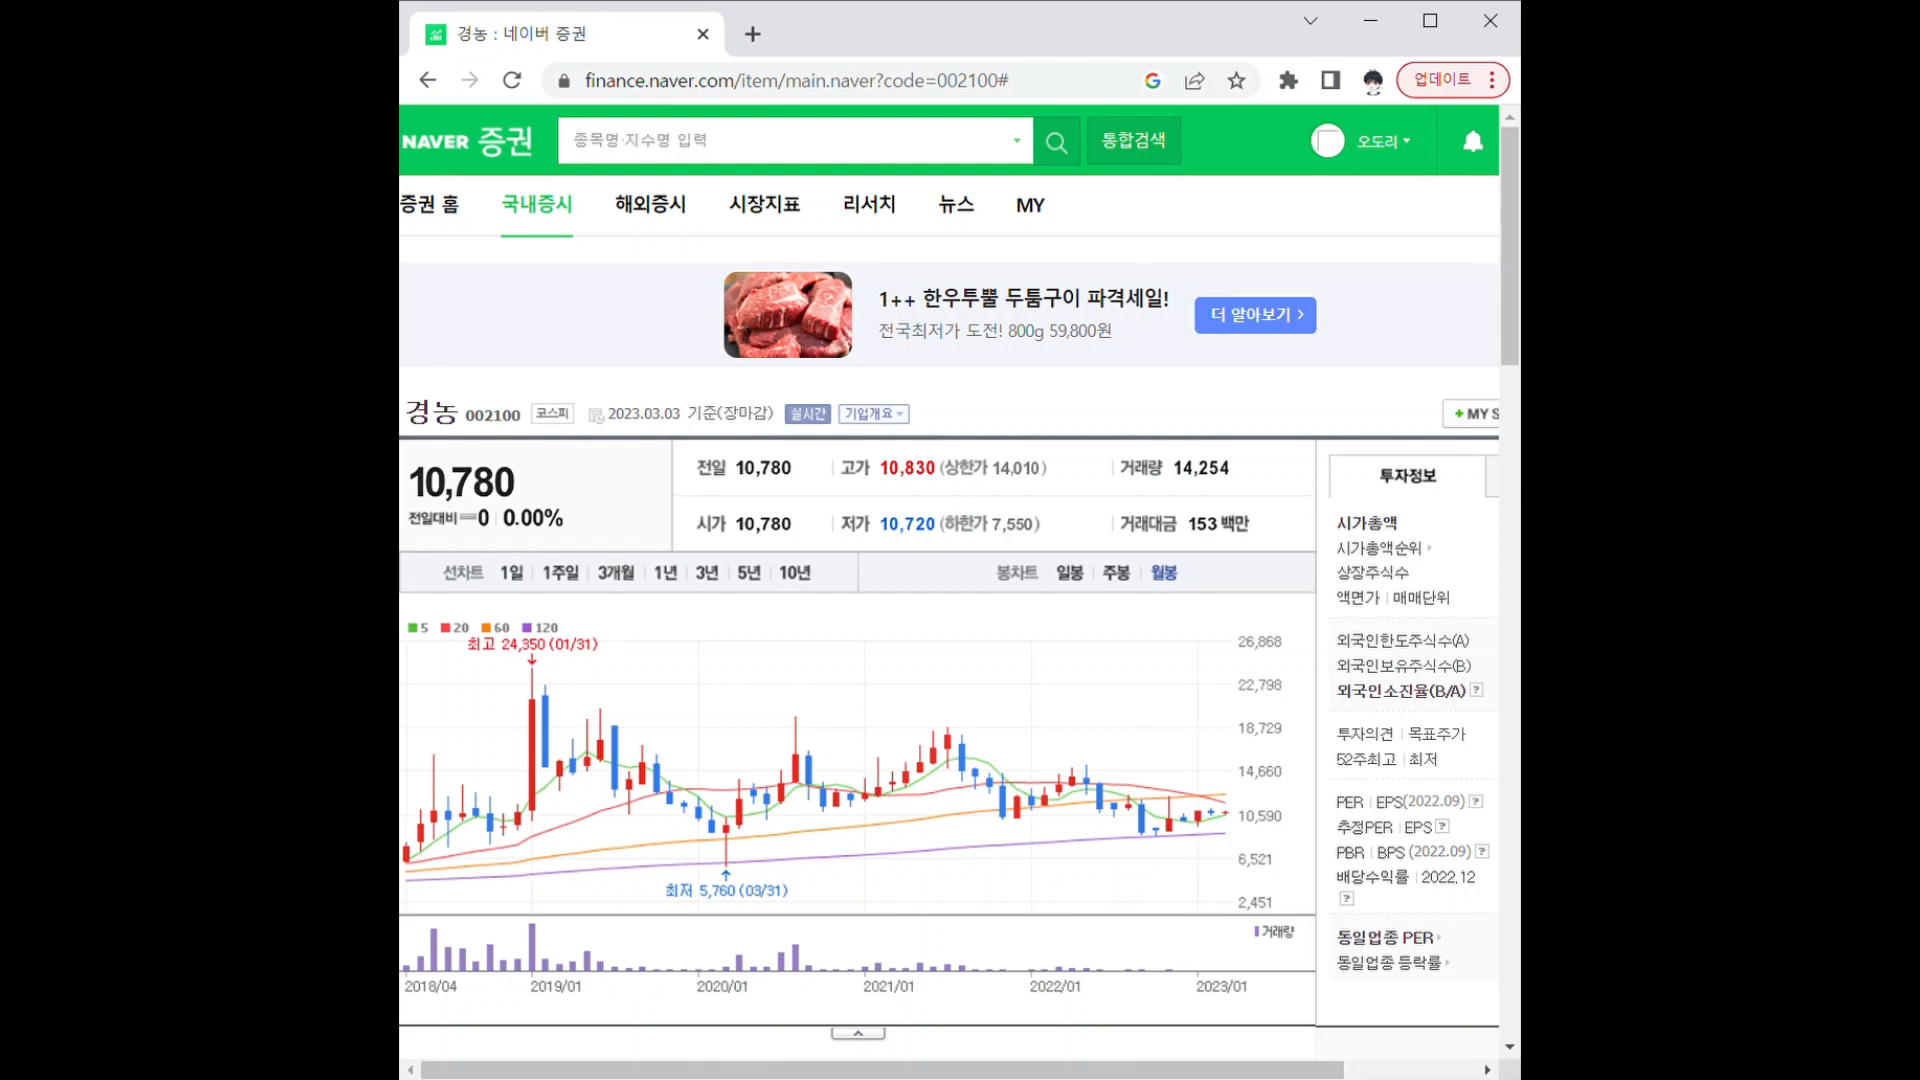 경농 : 네이버 증권
finance.naver.com/item/main.naver?code=002100#
업데이트
NAVER 증권
종목명·지수명 입력
통합검색
오도리
증권 홈 국내증시 해외증시 시장지표 리서치 뉴스 MY
1++ 한우투뿔 두툼구이 파격세일!
전국최저가 도전! 800g 59,800원
더 알아보기 >
경농 002100 코스피 2023.03.03 기준(장마감) 실시간 기업개요
+ MY S
10,780
전일대비 0 0.00%
전일 10,780 고가 10,830 (상한가 14,010) 거래량 14,254
시가 10,780 저가 10,720 (하한가 7,550) 거래대금 153 백만
선차트 1일 1주일 3개월 1년 3년 5년 10년
봉차트 일봉 주봉 월봉
5 20 60 120
최고 24,350 (01/31)
최저 5,760 (03/31)
26,868
22,798
18,729
14,660
10,590
6,521
2,451
거래량
2018/04 2019/01 2020/01 2021/01 2022/01 2023/01
투자정보
시가총액
시가총액순위
상장주식수
액면가 매매단위
외국인한도주식수(A)
외국인보유주식수(B)
외국인소진율(B/A) ?
투자의견 목표주가
52주최고 최저
PER EPS(2022.09) ?
추정PER EPS ?
PBR BPS (2022.09) ?
배당수익률 2022.12
?
동일업종 PER
동일업종 등락률